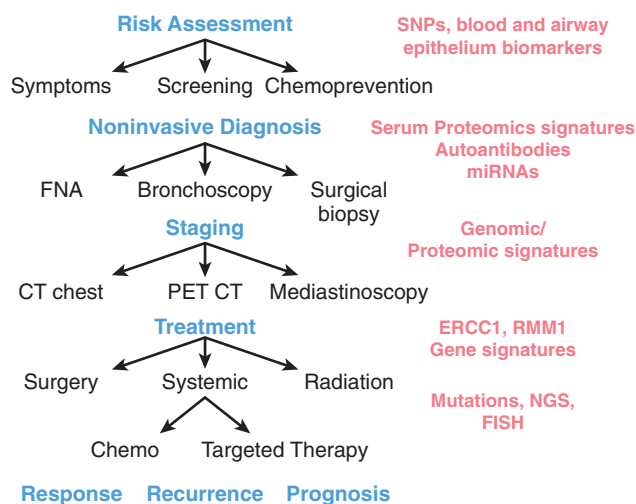 Risk Assessment
SNPs, blood and airway
epithelium biomarkers
Symptoms Screening Chemoprevention
Noninvasive Diagnosis
Serum Proteomics signatures
Autoantibodies
miRNAs
FNA Bronchoscopy Surgical
biopsy
Staging
Genomic/
Proteomic signatures
CT chest PET CT Mediastinoscopy
Treatment
ERCC1, RMM1
Gene signatures
Surgery Systemic Radiation
Mutations, NGS,
FISH
Chemo Targeted Therapy
Response Recurrence Prognosis